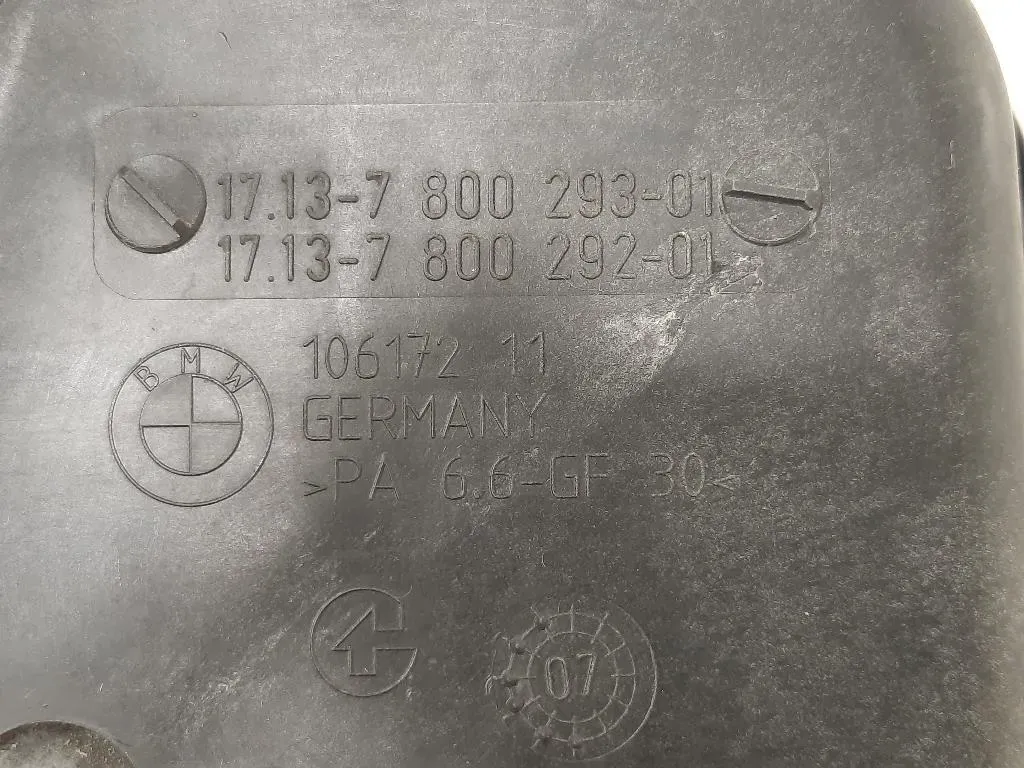 17.13-7 800 293-01
17.13-7 800 292-01
BMW
106172 11
GERMANY
>PA 6.6-GF 30<
07